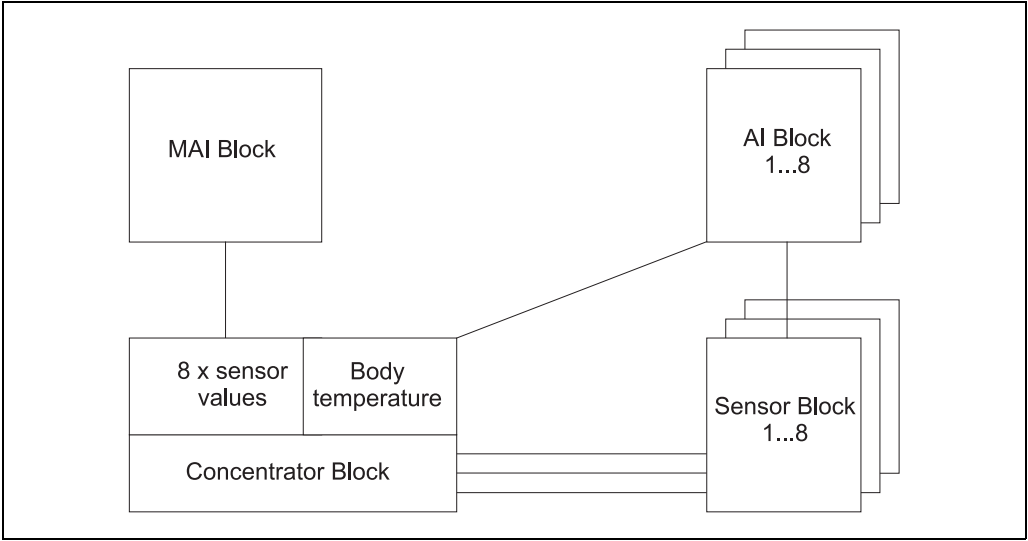 MAI Block
AI Block
1...8
8 x sensor
values
Body
temperature
Sensor Block
1...8
Concentrator Block